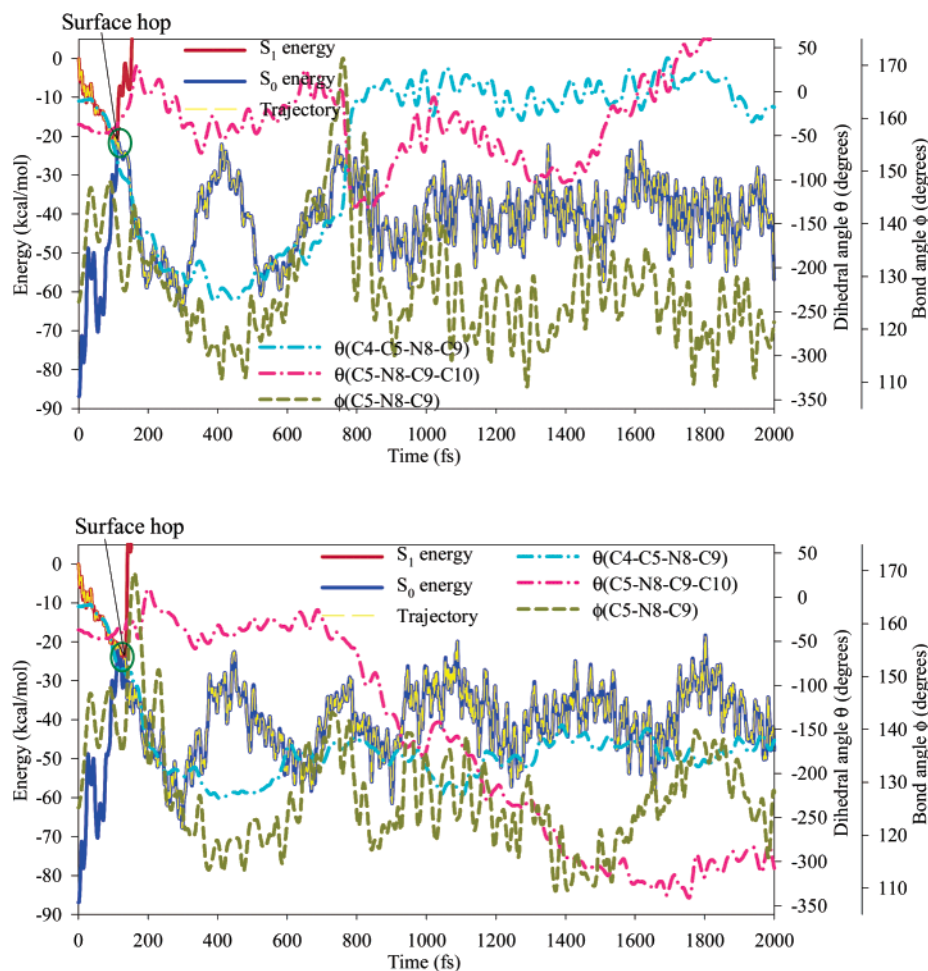 Surface hop
S₁ energy
S₀ energy
Trajectory
0
-10
-20
-30
-40
-50
-60
-70
-80
-90
Energy (kcal/mol)
50
0
-50
-100
-150
-200
-250
-300
-350
Dihedral angle θ (degrees)
170
160
150
140
130
120
110
Bond angle ϕ (degrees)
θ(C4-C5-N8-C9)
θ(C5-N8-C9-C10)
ϕ(C5-N8-C9)
0 200 400 600 800 1000 1200 1400 1600 1800 2000
Time (fs)
Surface hop
S₁ energy θ(C4-C5-N8-C9)
S₀ energy θ(C5-N8-C9-C10)
Trajectory ϕ(C5-N8-C9)
0
-10
-20
-30
-40
-50
-60
-70
-80
-90
Energy (kcal/mol)
50
0
-50
-100
-150
-200
-250
-300
-350
Dihedral angle θ (degrees)
170
160
150
140
130
120
110
Bond angle ϕ (degrees)
0 200 400 600 800 1000 1200 1400 1600 1800 2000
Time (fs)